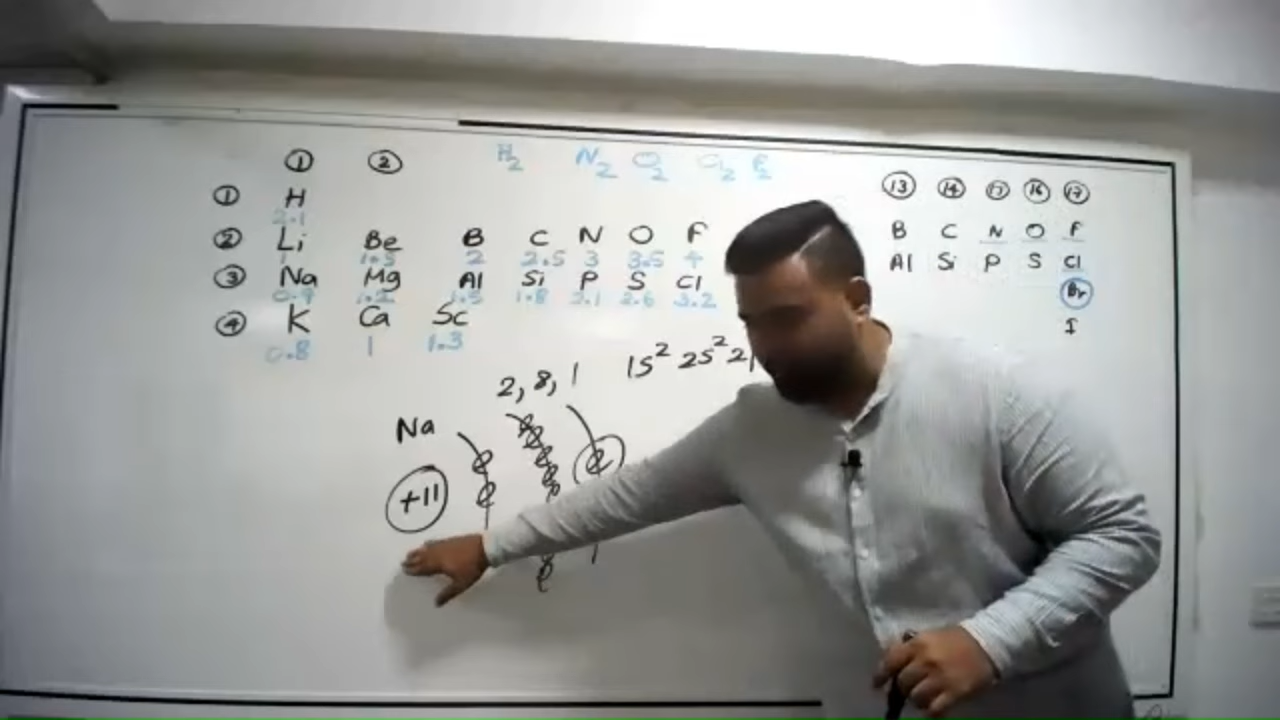 ① ② H₂ N₂ O₂ F₂
⑬ ⑭ ⑰ ⑯ ⑰
① H
2.1
② Li Be B C N O F
1 1.5 2 2.5 3 3.5 4
B C N O F
③ Na Mg Al Si P S Cl
0.9 1.2 1.5 1.8 2.1 2.6 3.2
Al Si P S Cl
Br
④ K Ca Sc
0.8 1 1.3
I
2, 8, 1 1s² 2s² 2
Na
+11